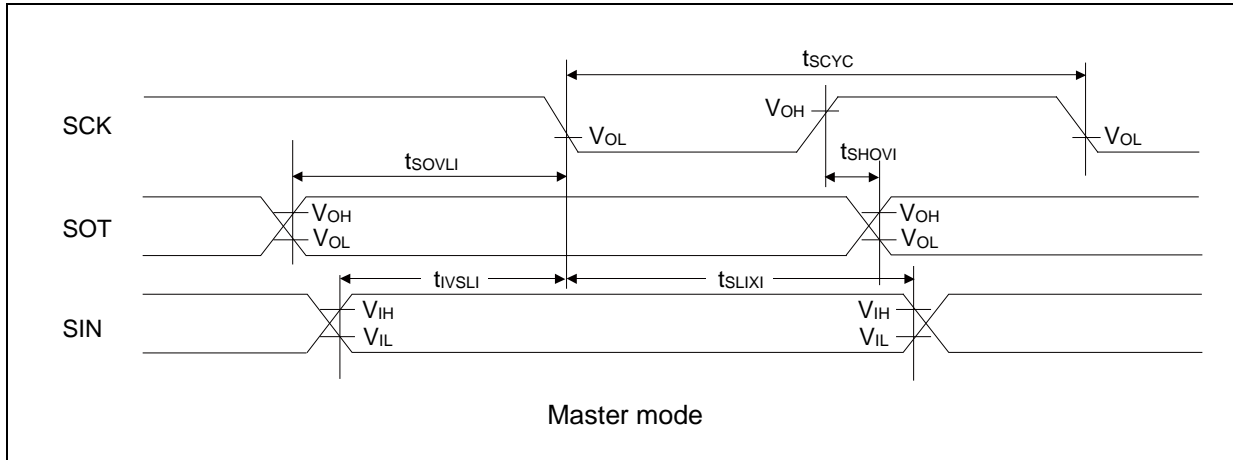 tSCYC
SCK
VOH
VOL
VOL
tSOVLI
tSHOVI
SOT
VOH
VOL
VOH
VOL
tIVSLI
tSLIXI
SIN
VIH
VIL
VIH
VIL
Master mode